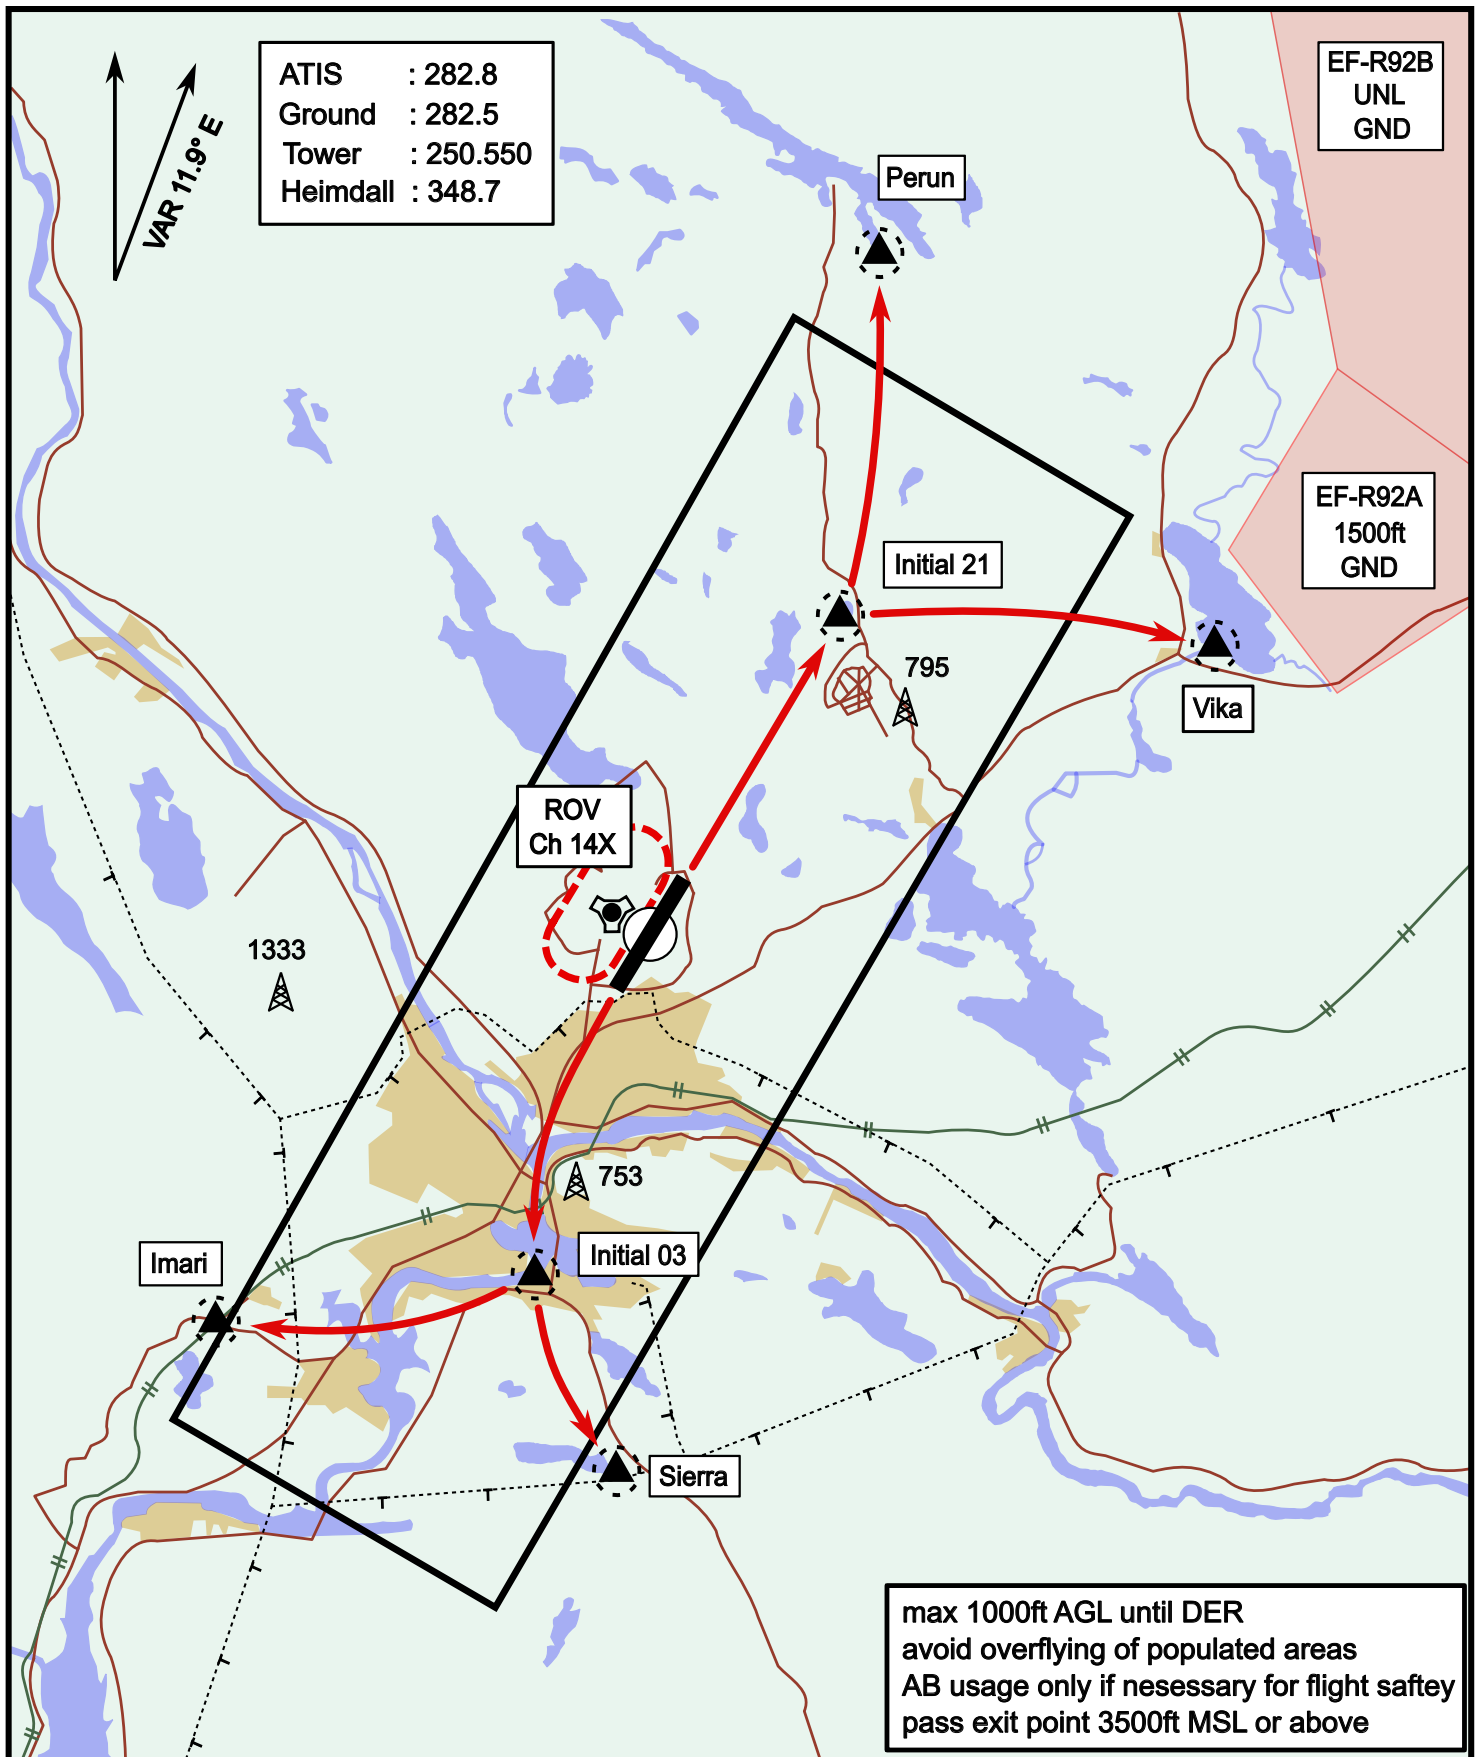 VAR 11.9° E
ATIS : 282.8
Ground : 282.5
Tower : 250.550
Heimdall : 348.7
EF-R92B
UNL
GND
Perun
EF-R92A
1500ft
GND
Initial 21
795
Vika
ROV
Ch 14X
1333
753
Initial 03
Imari
Sierra
max 1000ft AGL until DER
avoid overflying of populated areas
AB usage only if nesessary for flight saftey
pass exit point 3500ft MSL or above